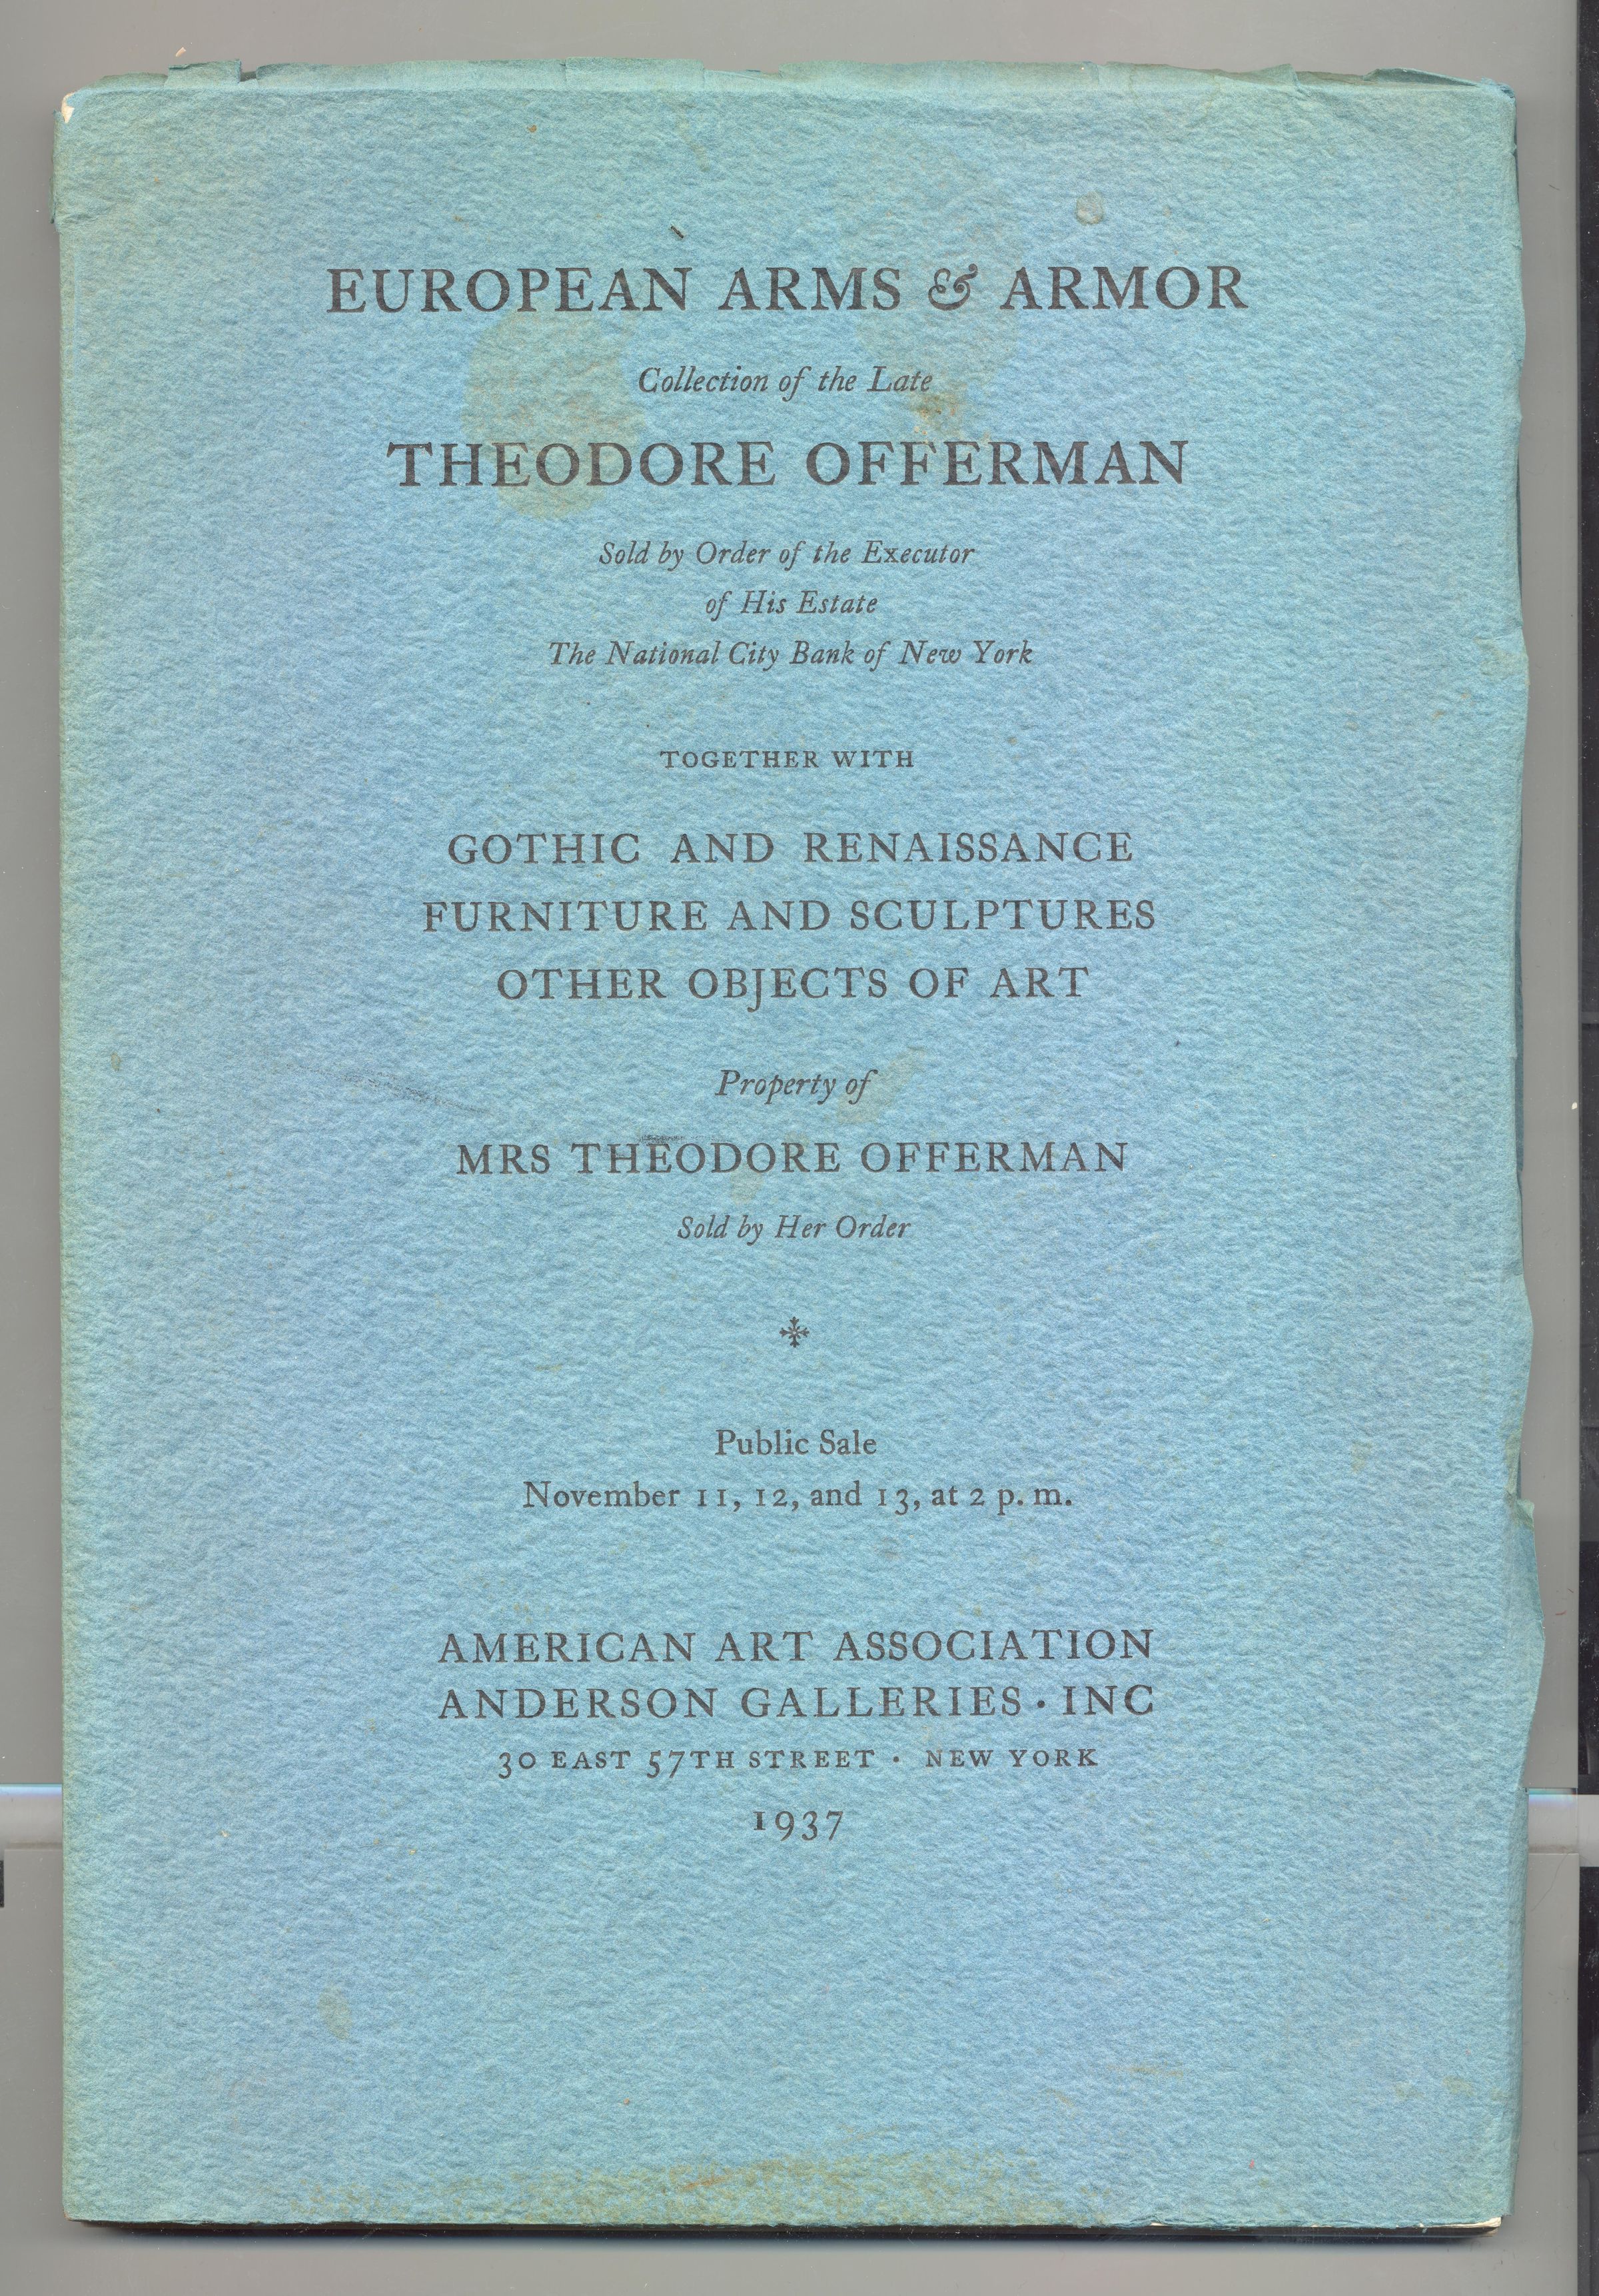 EUROPEAN ARMS & ARMOR
Collection of the Late
THEODORE OFFERMAN
Sold by Order of the Executor
of His Estate
The National City Bank of New York
TOGETHER WITH
GOTHIC AND RENAISSANCE
FURNITURE AND SCULPTURES
OTHER OBJECTS OF ART
Property of
MRS THEODORE OFFERMAN
Sold by Her Order
Public Sale
November 11, 12, and 13, at 2 p. m.
AMERICAN ART ASSOCIATION
ANDERSON GALLERIES · INC
30 EAST 57TH STREET · NEW YORK
1937